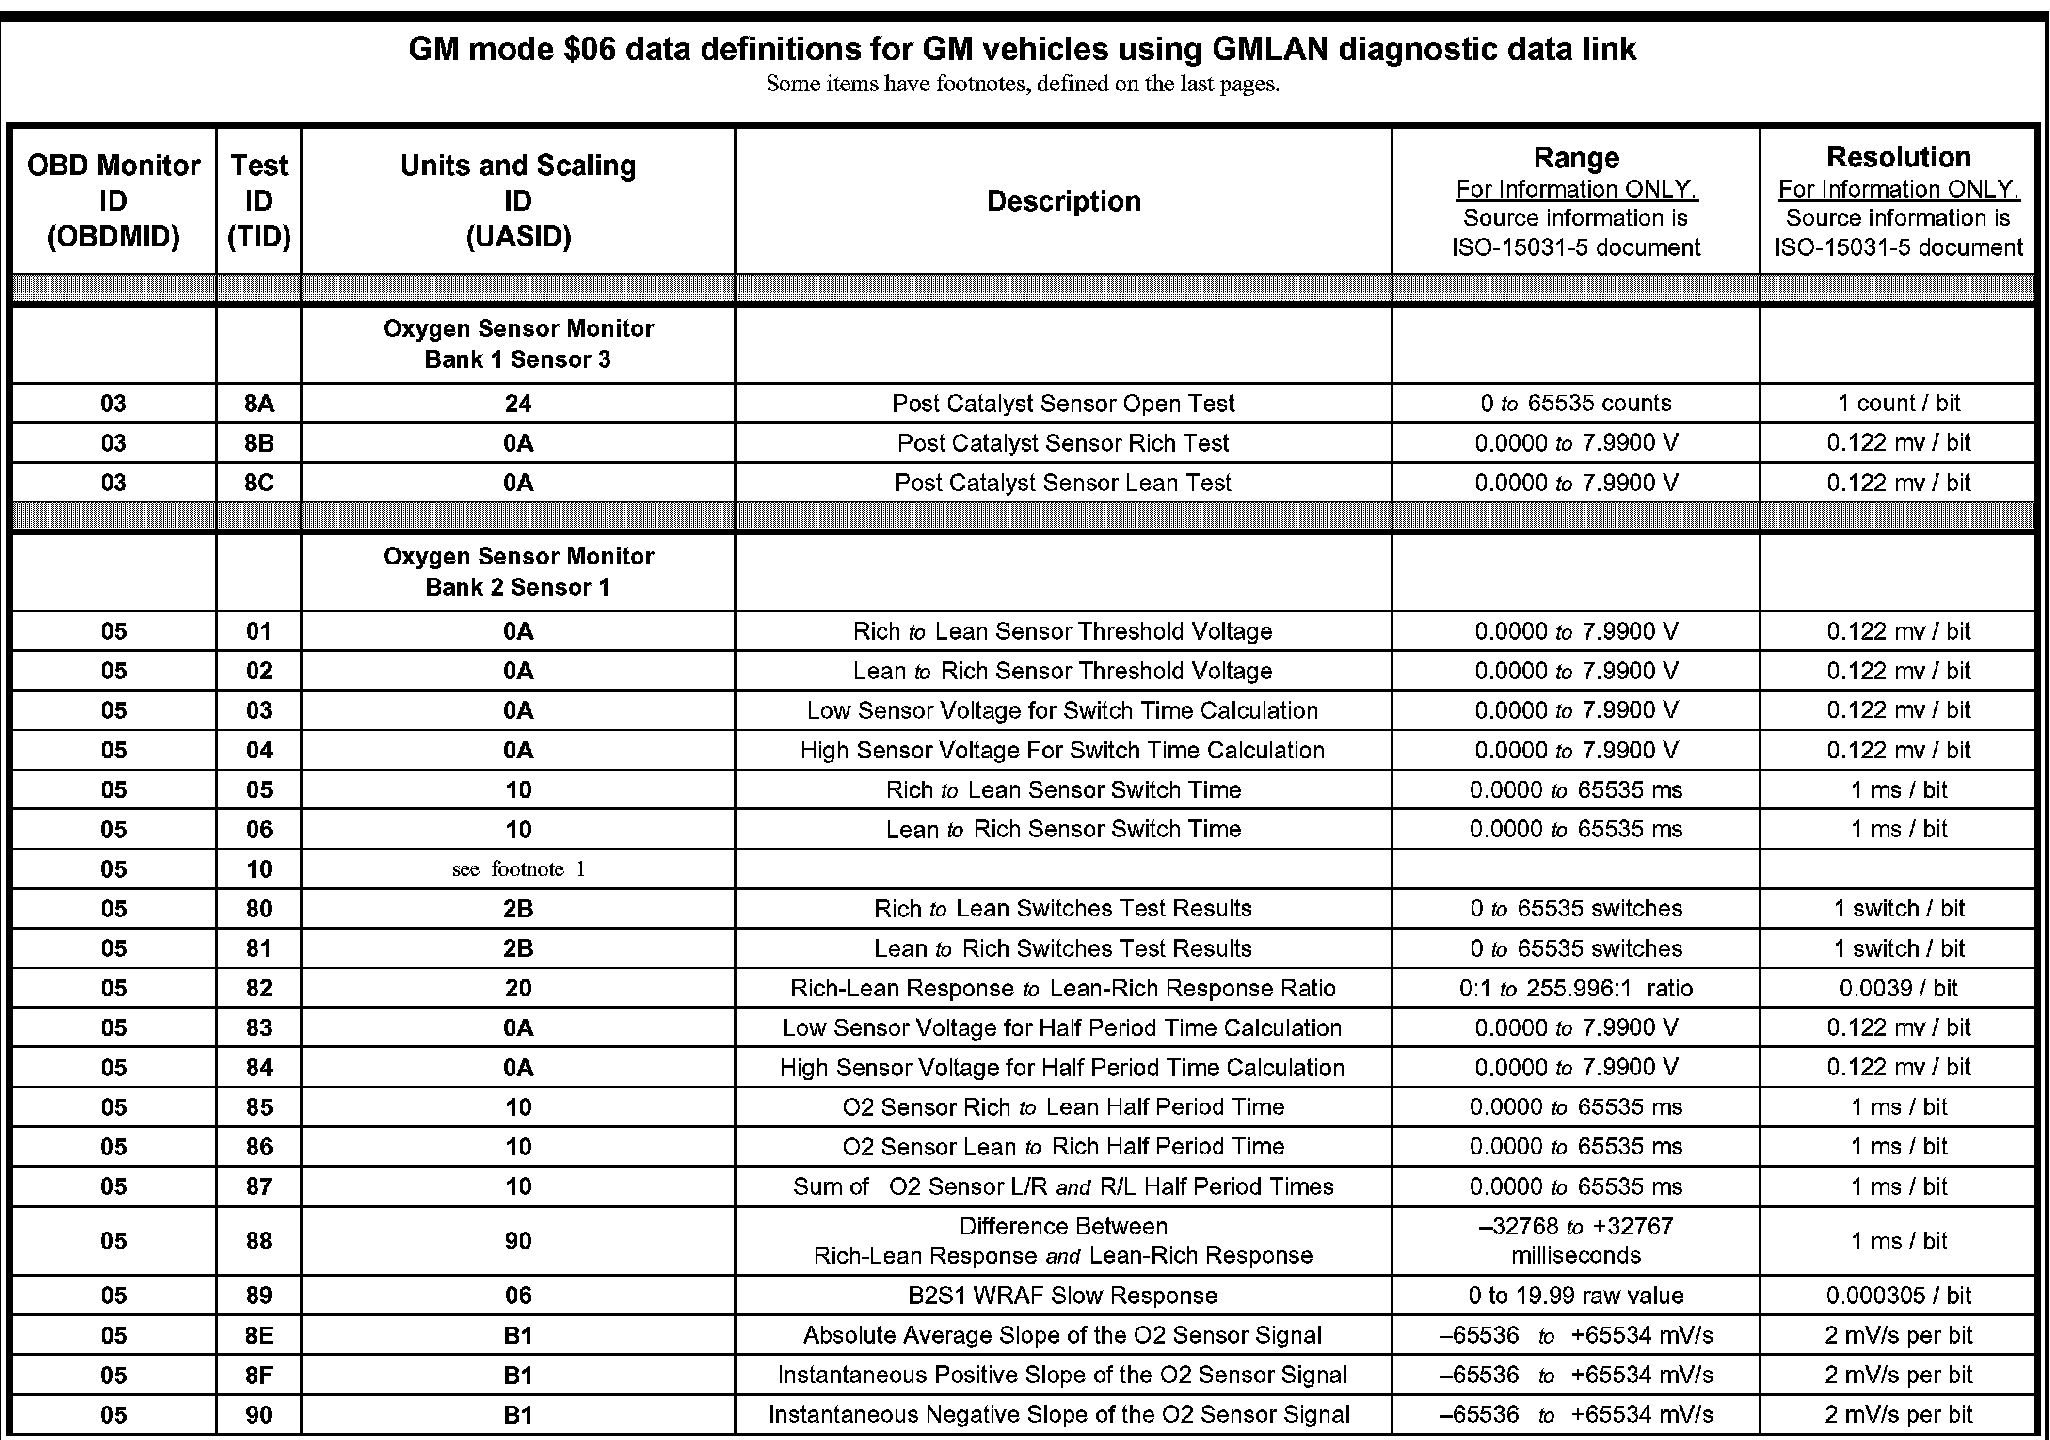 GM mode $06 data definitions for GM vehicles using GMLAN diagnostic data link
Some items have footnotes, defined on the last pages.
OBD Monitor ID (OBDMID) Test ID (TID) Units and Scaling ID (UASID) Description Range For Information ONLY. Source information is ISO-15031-5 document Resolution For Information ONLY. Source information is ISO-15031-5 document
Oxygen Sensor Monitor
Bank 1 Sensor 3
03 8A 24 Post Catalyst Sensor Open Test 0 to 65535 counts 1 count / bit
03 8B 0A Post Catalyst Sensor Rich Test 0.0000 to 7.9900 V 0.122 mv / bit
03 8C 0A Post Catalyst Sensor Lean Test 0.0000 to 7.9900 V 0.122 mv / bit
Oxygen Sensor Monitor
Bank 2 Sensor 1
05 01 0A Rich to Lean Sensor Threshold Voltage 0.0000 to 7.9900 V 0.122 mv / bit
05 02 0A Lean to Rich Sensor Threshold Voltage 0.0000 to 7.9900 V 0.122 mv / bit
05 03 0A Low Sensor Voltage for Switch Time Calculation 0.0000 to 7.9900 V 0.122 mv / bit
05 04 0A High Sensor Voltage For Switch Time Calculation 0.0000 to 7.9900 V 0.122 mv / bit
05 05 10 Rich to Lean Sensor Switch Time 0.0000 to 65535 ms 1 ms / bit
05 06 10 Lean to Rich Sensor Switch Time 0.0000 to 65535 ms 1 ms / bit
05 10 see footnote 1
05 80 2B Rich to Lean Switches Test Results 0 to 65535 switches 1 switch / bit
05 81 2B Lean to Rich Switches Test Results 0 to 65535 switches 1 switch / bit
05 82 20 Rich-Lean Response to Lean-Rich Response Ratio 0:1 to 255.996:1 ratio 0.0039 / bit
05 83 0A Low Sensor Voltage for Half Period Time Calculation 0.0000 to 7.9900 V 0.122 mv / bit
05 84 0A High Sensor Voltage for Half Period Time Calculation 0.0000 to 7.9900 V 0.122 mv / bit
05 85 10 O2 Sensor Rich to Lean Half Period Time 0.0000 to 65535 ms 1 ms / bit
05 86 10 O2 Sensor Lean to Rich Half Period Time 0.0000 to 65535 ms 1 ms / bit
05 87 10 Sum of O2 Sensor L/R and R/L Half Period Times 0.0000 to 65535 ms 1 ms / bit
05 88 90 Difference Between Rich-Lean Response and Lean-Rich Response –32768 to +32767 milliseconds 1 ms / bit
05 89 06 B2S1 WRAF Slow Response 0 to 19.99 raw value 0.000305 / bit
05 8E B1 Absolute Average Slope of the O2 Sensor Signal –65536 to +65534 mV/s 2 mV/s per bit
05 8F B1 Instantaneous Positive Slope of the O2 Sensor Signal –65536 to +65534 mV/s 2 mV/s per bit
05 90 B1 Instantaneous Negative Slope of the O2 Sensor Signal –65536 to +65534 mV/s 2 mV/s per bit